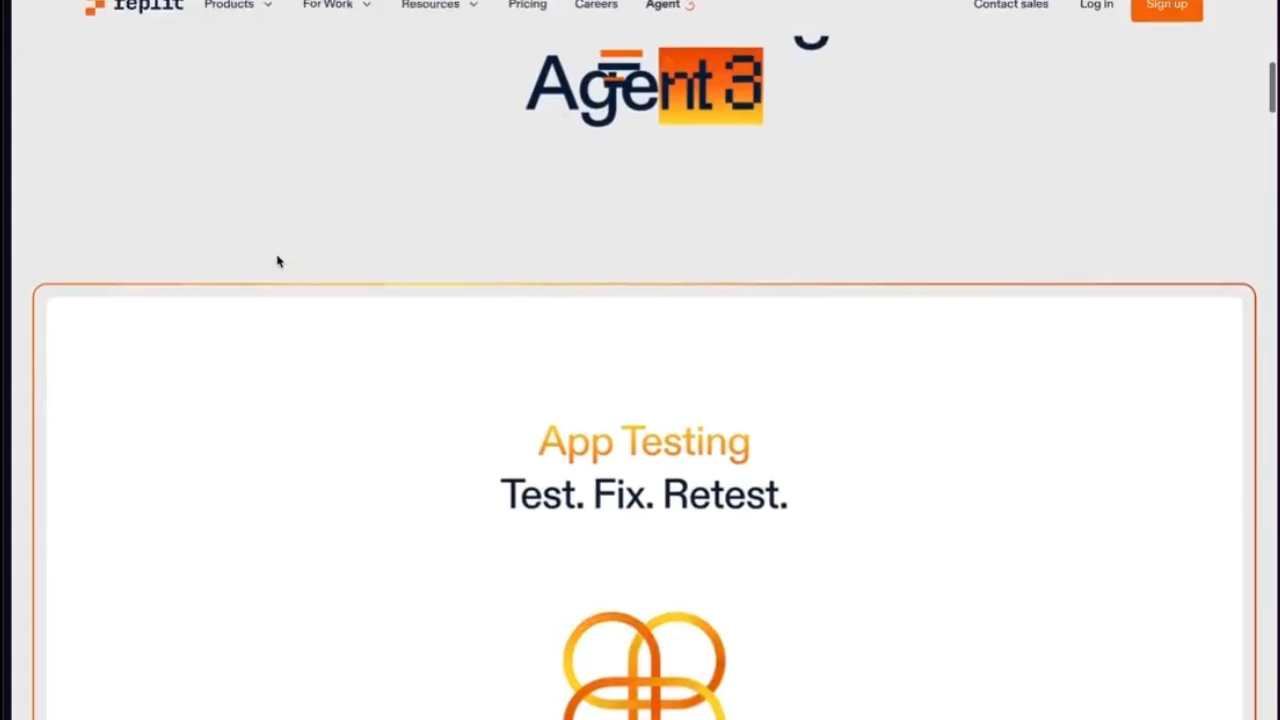 replit Products For Work Resources Pricing Careers Agent 3 Contact sales Log in Sign up
Agent 3
App Testing
Test. Fix. Retest.